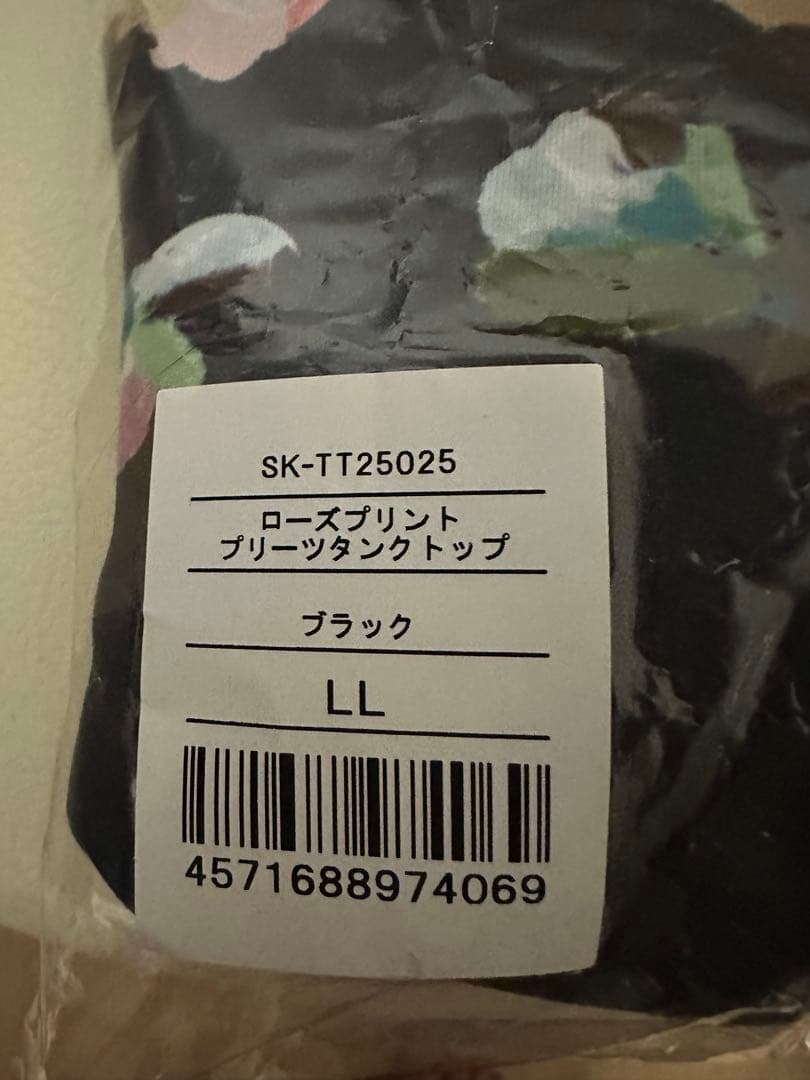 SK-TT25025
ローズプリント
プリーツタンクトップ
ブラック
LL
4571688974069